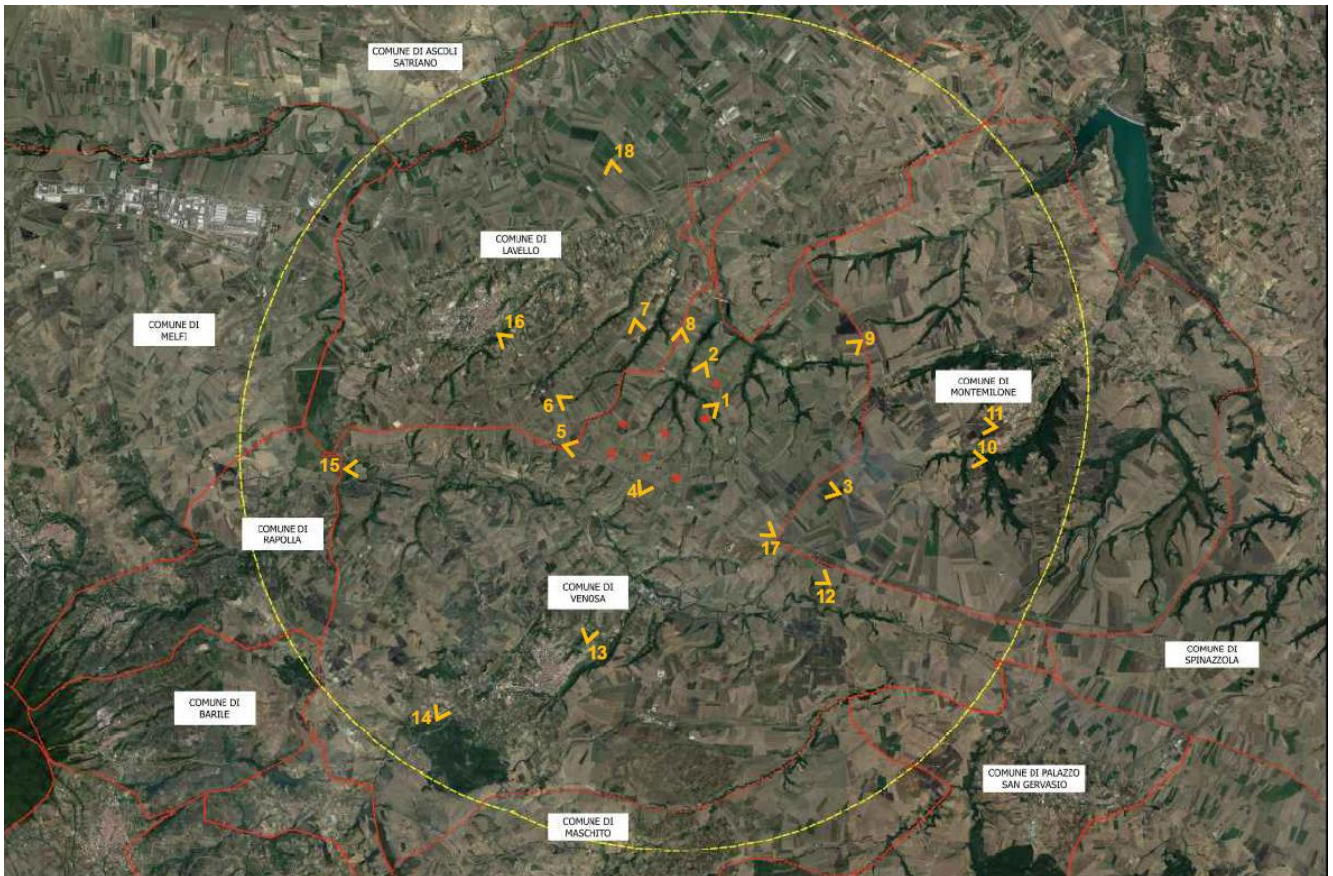 COMUNE DI ASCOLI
SATRIANO
18
COMUNE DI
LAVELLO
COMUNE DI
MELFI
16
7
8
9
2
COMUNE DI
MONTEMILONE
6
1
11
5
10
15
4
3
COMUNE DI
RAPOLLA
17
COMUNE DI
VENOSA
12
13
COMUNE DI
SPINAZZOLA
COMUNE DI
BARILE
14
COMUNE DI PALAZZO
SAN GERVASIO
COMUNE DI
MASCHITO